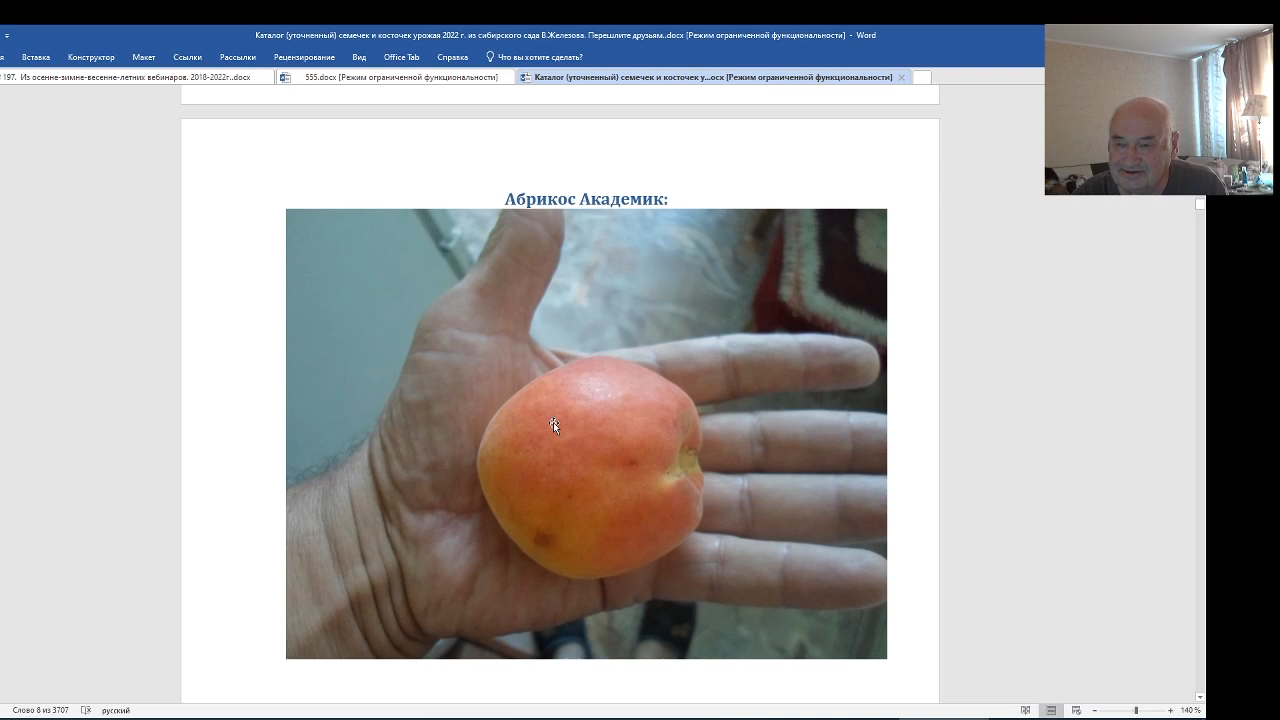 Каталог (уточненный) семечек и косточек урожая 2022 г. из сибирского сада В.Железова. Перешлите друзьям..docx [Режим ограниченной функциональности] - Word
Вставка Конструктор Макет Ссылки Рассылки Рецензирование Вид Office Tab Справка Что вы хотите сделать?
197. Из осенне-зимне-весенне-летних вебинаров. 2018-2022г..docx 555.docx [Режим ограниченной функциональности] Каталог (уточненный) семечек и косточек у...ocx [Режим ограниченной функциональности]
Абрикос Академик:
Слово 8 из 3707 русский 140 %